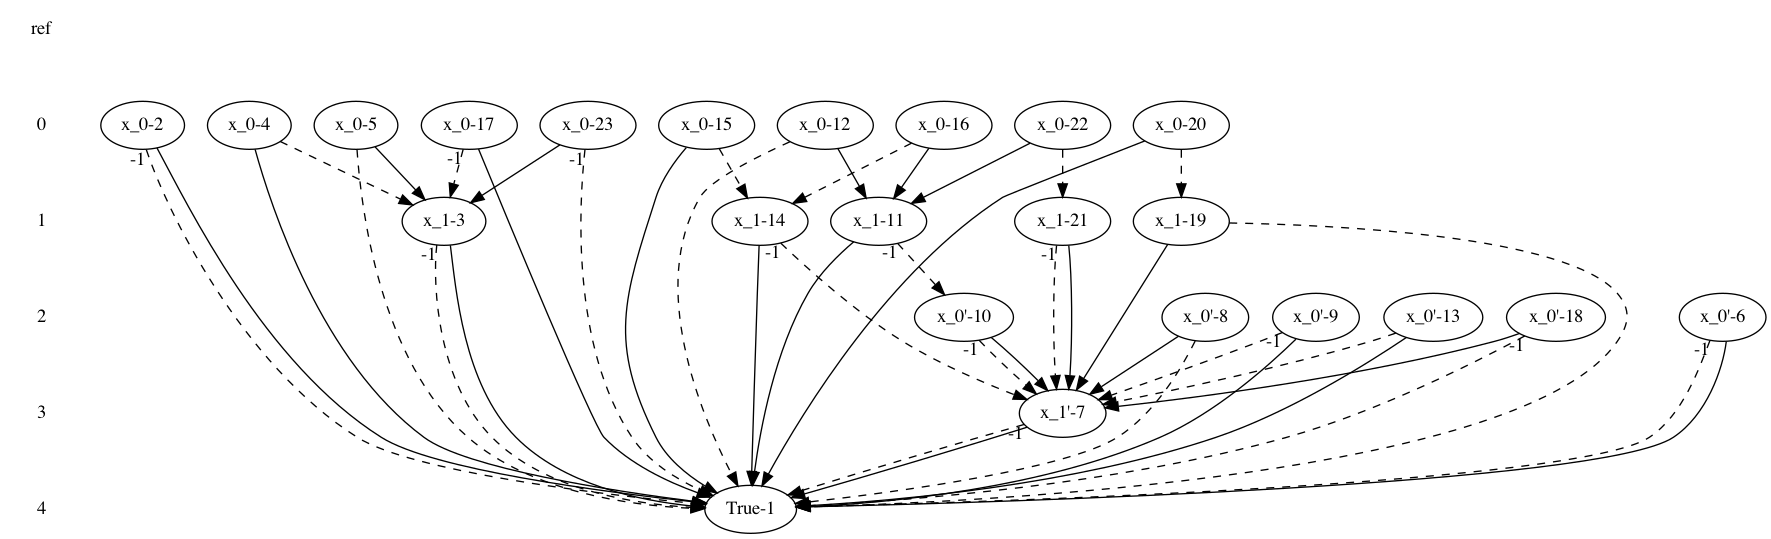 ref
0 x_0-2 x_0-4 x_0-5 x_0-17 x_0-23 x_0-15 x_0-12 x_0-16 x_0-22 x_0-20
-1 -1 -1
1 x_1-3 x_1-14 x_1-11 x_1-21 x_1-19
-1 -1 -1 -1
2 x_0'-10 x_0'-8 x_0'-9 x_0'-13 x_0'-18 x_0'-6
-1 -1 -1 -1
3 x_1'-7
-1
4 True-1